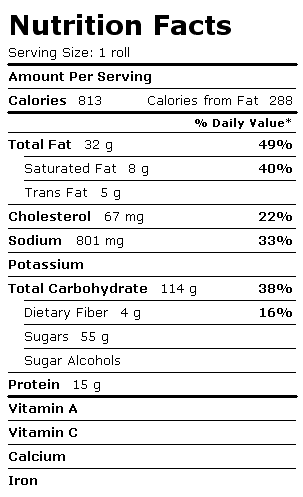 Nutrition Facts
Serving Size: 1 roll
Amount Per Serving
Calories 813 Calories from Fat 288
% Daily Value*
Total Fat 32 g 49%
Saturated Fat 8 g 40%
Trans Fat 5 g
Cholesterol 67 mg 22%
Sodium 801 mg 33%
Potassium
Total Carbohydrate 114 g 38%
Dietary Fiber 4 g 16%
Sugars 55 g
Sugar Alcohols
Protein 15 g
Vitamin A
Vitamin C
Calcium
Iron